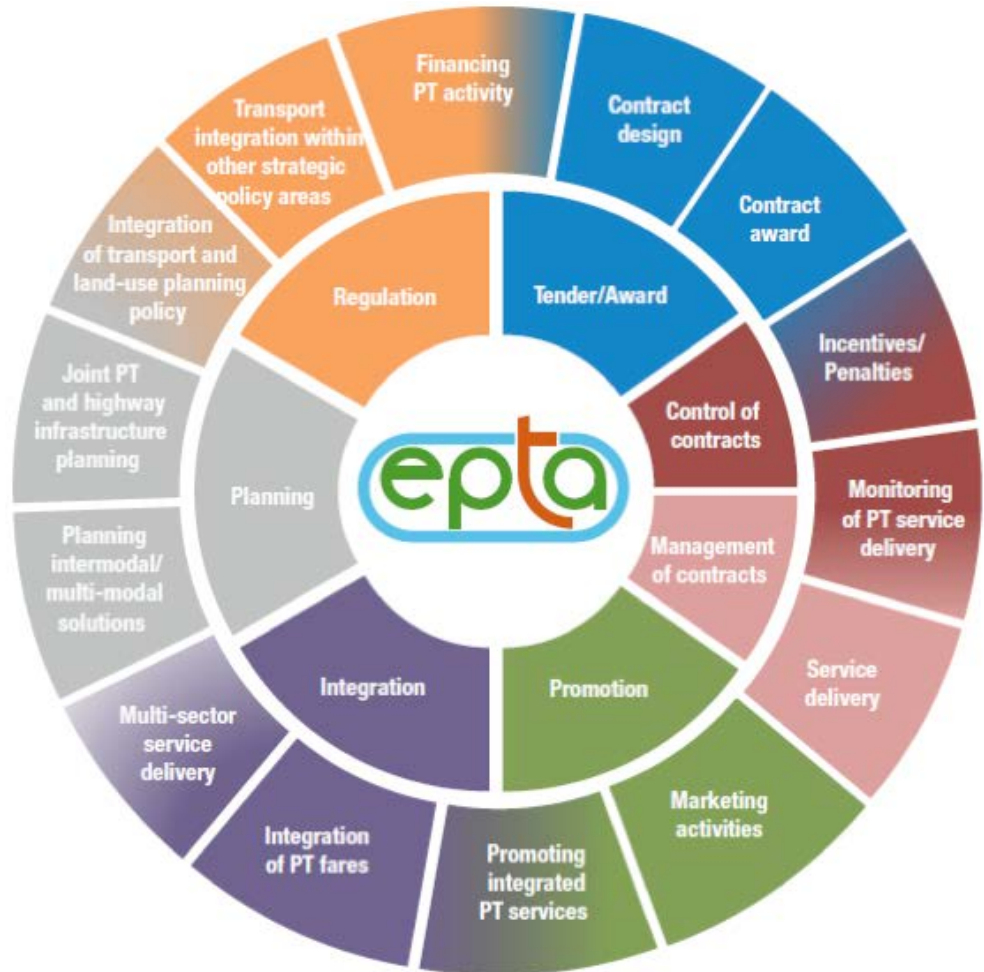 Financing
PT activity
Contract
design
Contract
award
Incentives/
Penalties
Monitoring
of PT service
delivery
Service
delivery
Marketing
activities
Promoting
integrated
PT services
Integration
of PT fares
Multi-sector
service
delivery
Planning
intermodal/
multi-modal
solutions
Joint PT
and highway
infrastructure
planning
Integration
of transport and
land-use planning
policy
Transport
integration within
other strategic
policy areas
Regulation
Tender/Award
Control of
contracts
Management
of contracts
Promotion
Integration
Planning
epta